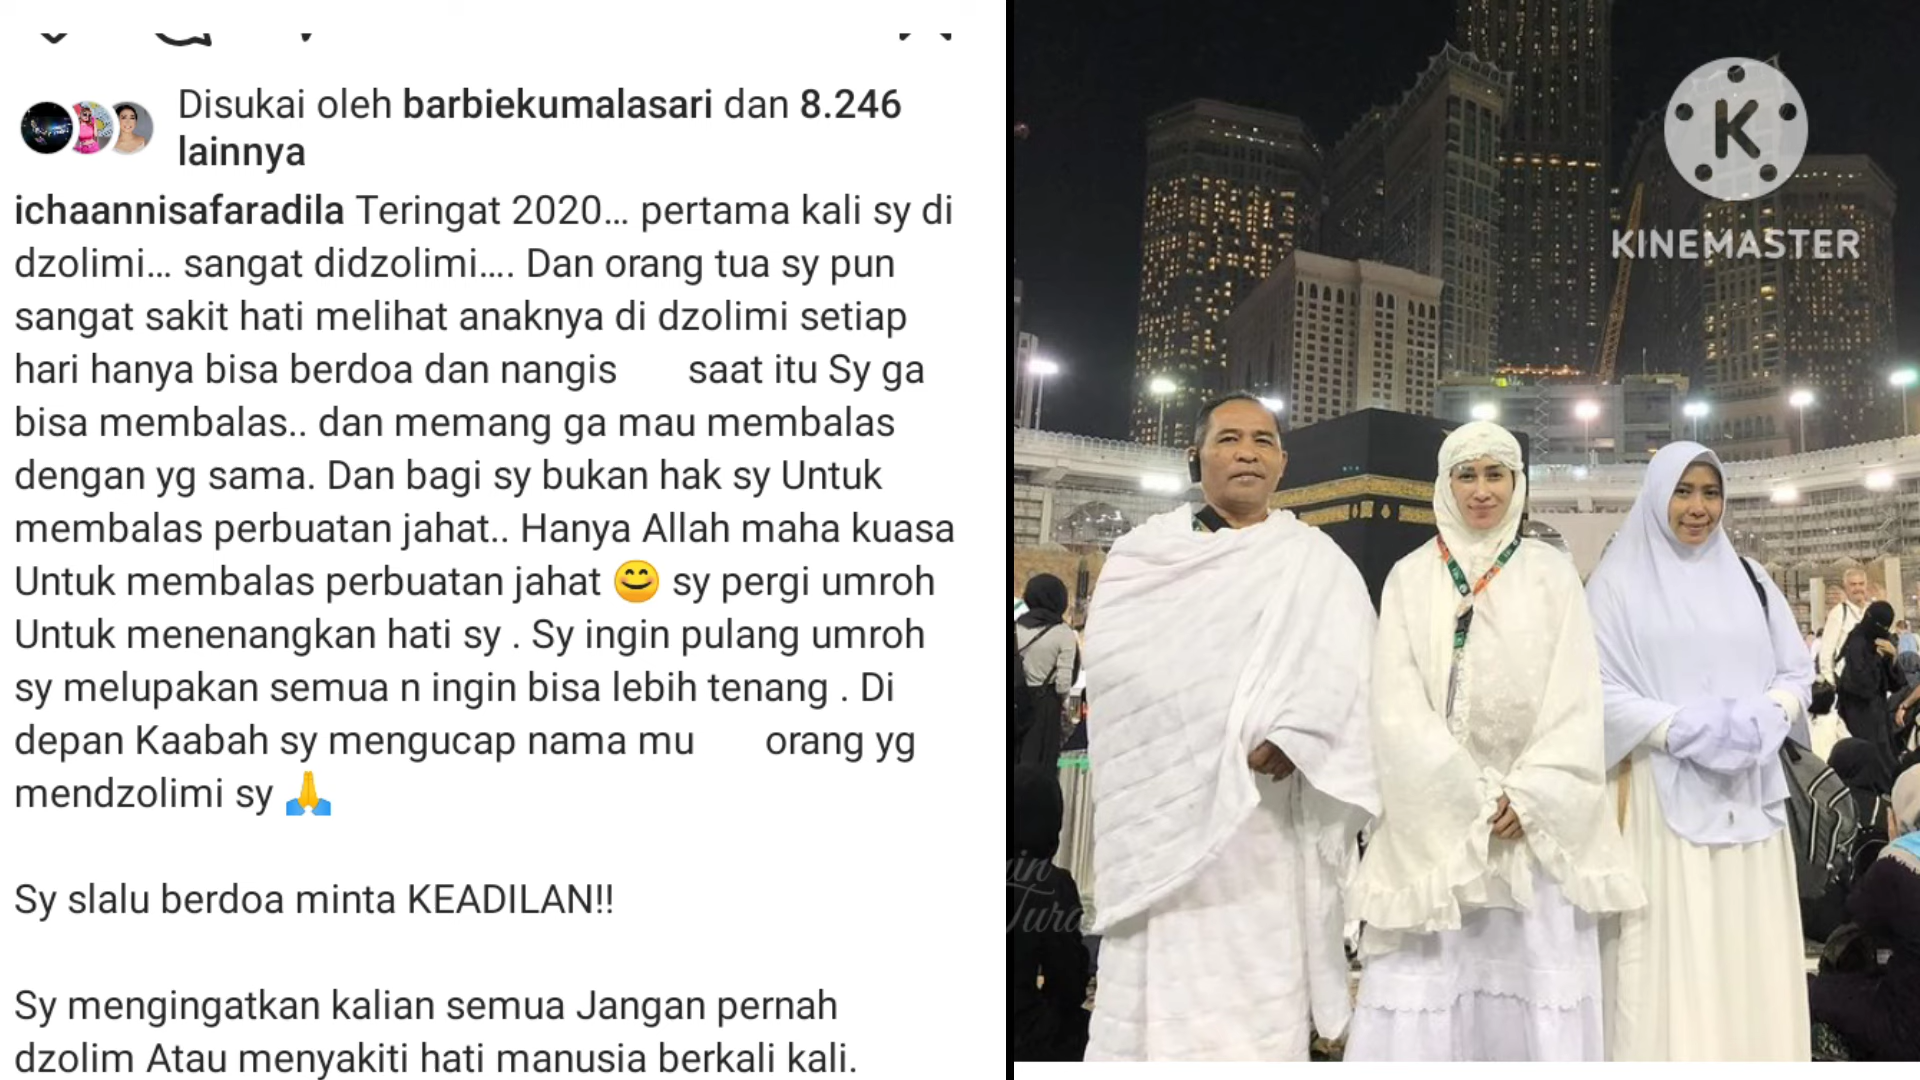 Disukai oleh barbiekumalasari dan 8.246
lainnya
ichaannisafaradila Teringat 2020... pertama kali sy di
dzolimi... sangat didzolimi.... Dan orang tua sy pun
sangat sakit hati melihat anaknya di dzolimi setiap
hari hanya bisa berdoa dan nangis saat itu Sy ga
bisa membalas.. dan memang ga mau membalas
dengan yg sama. Dan bagi sy bukan hak sy Untuk
membalas perbuatan jahat.. Hanya Allah maha kuasa
Untuk membalas perbuatan jahat 😊 sy pergi umroh
Untuk menenangkan hati sy . Sy ingin pulang umroh
sy melupakan semua n ingin bisa lebih tenang . Di
depan Kaabah sy mengucap nama mu orang yg
mendzolimi sy 🙏
Sy slalu berdoa minta KEADILAN!!
Sy mengingatkan kalian semua Jangan pernah
dzolim Atau menyakiti hati manusia berkali kali.
K
KINEMASTER